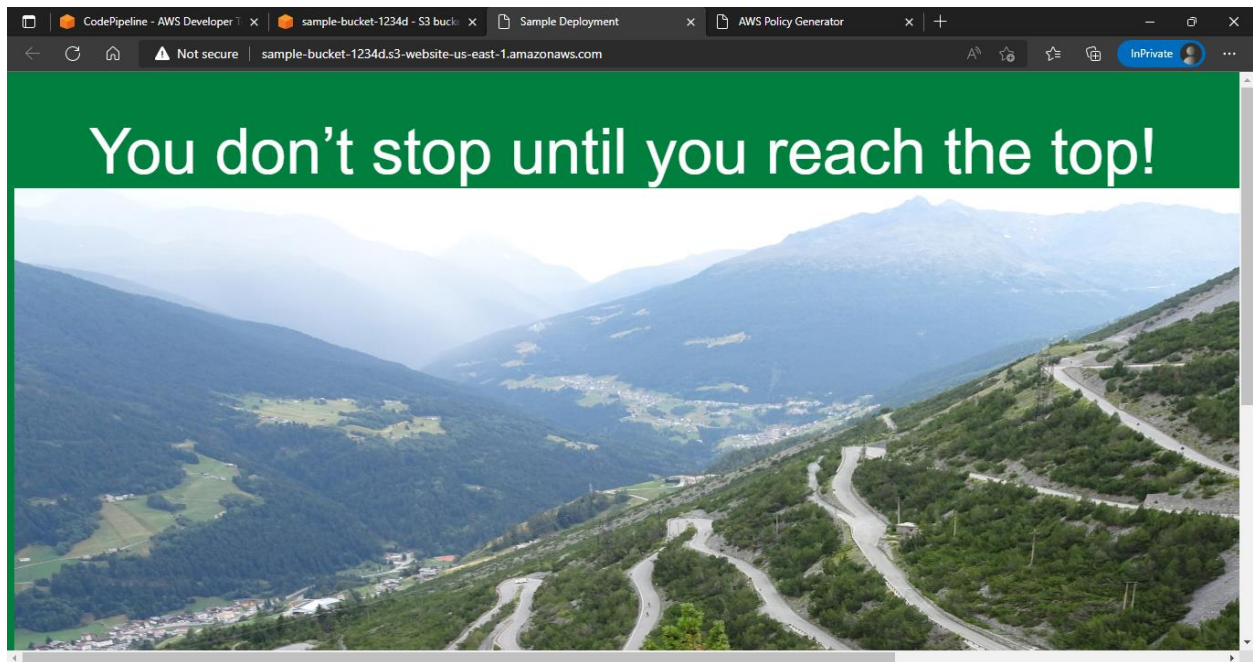 CodePipeline - AWS Developer T
sample-bucket-1234d - S3 buck
Sample Deployment
AWS Policy Generator
Not secure
sample-bucket-1234d.s3-website-us-east-1.amazonaws.com
InPrivate
You don’t stop until you reach the top!